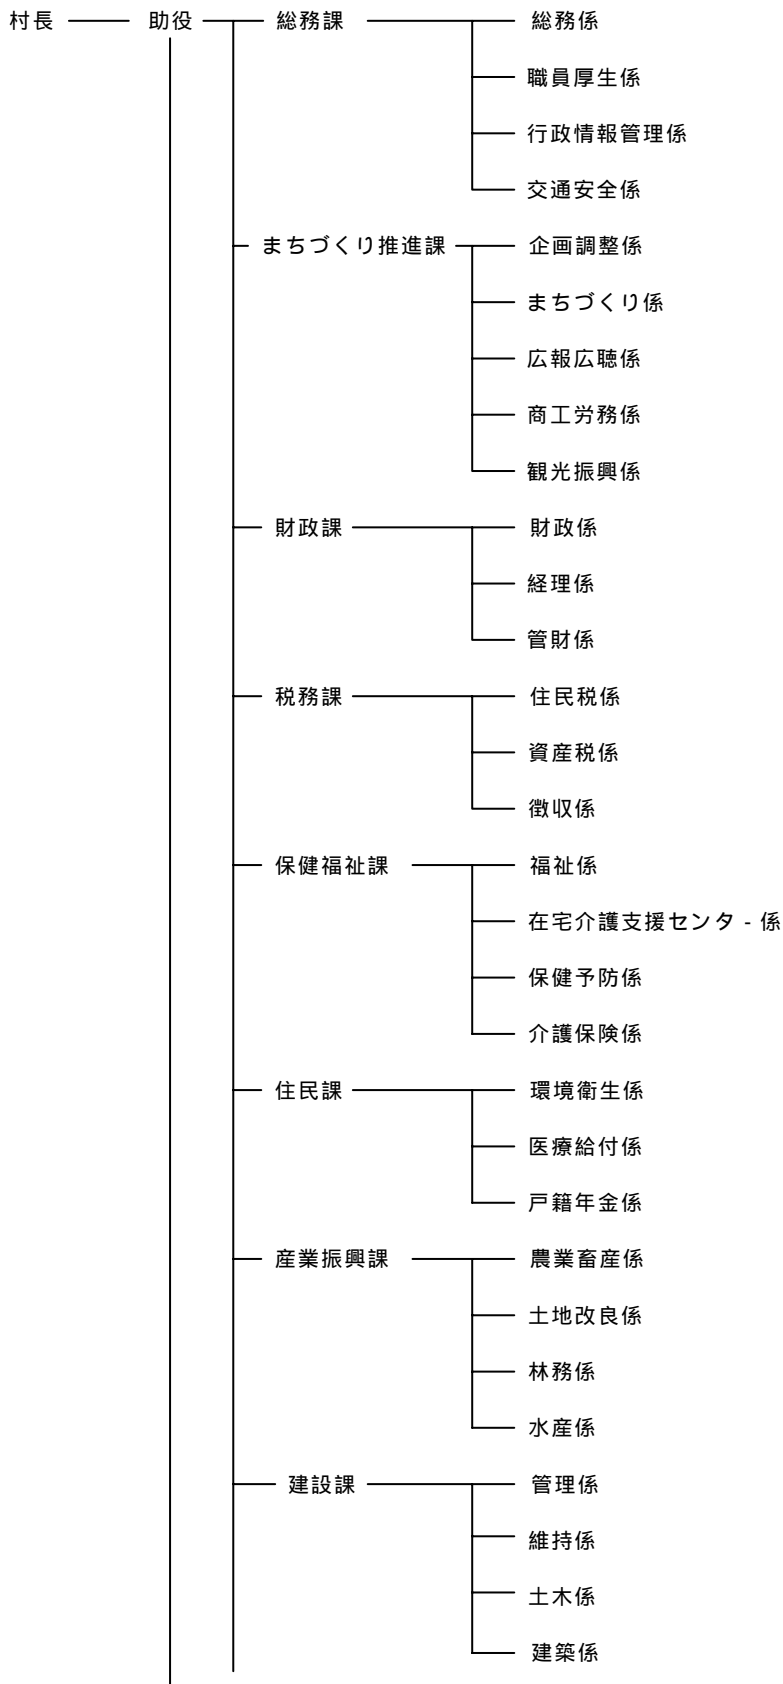 村長 助役 総務課 総務係
職員厚生係
行政情報管理係
交通安全係
まちづくり推進課 企画調整係
まちづくり係
広報広聴係
商工労務係
観光振興係
財政課 財政係
経理係
管財係
税務課 住民税係
資産税係
徴収係
保健福祉課 福祉係
在宅介護支援センタ-係
保健予防係
介護保険係
住民課 環境衛生係
医療給付係
戸籍年金係
産業振興課 農業畜産係
土地改良係
林務係
水産係
建設課 管理係
維持係
土木係
建築係